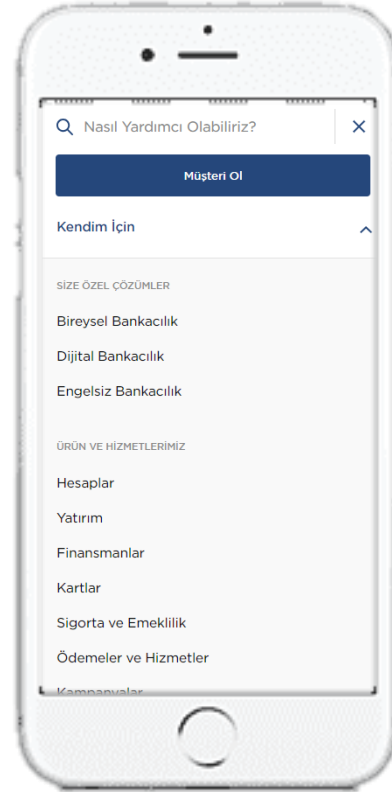 Nasıl Yardımcı Olabiliriz?
Müşteri Ol
Kendim İçin
SİZE ÖZEL ÇÖZÜMLER
Bireysel Bankacılık
Dijital Bankacılık
Engelsiz Bankacılık
ÜRÜN VE HİZMETLERİMİZ
Hesaplar
Yatırım
Finansmanlar
Kartlar
Sigorta ve Emeklilik
Ödemeler ve Hizmetler
Kampanyalar